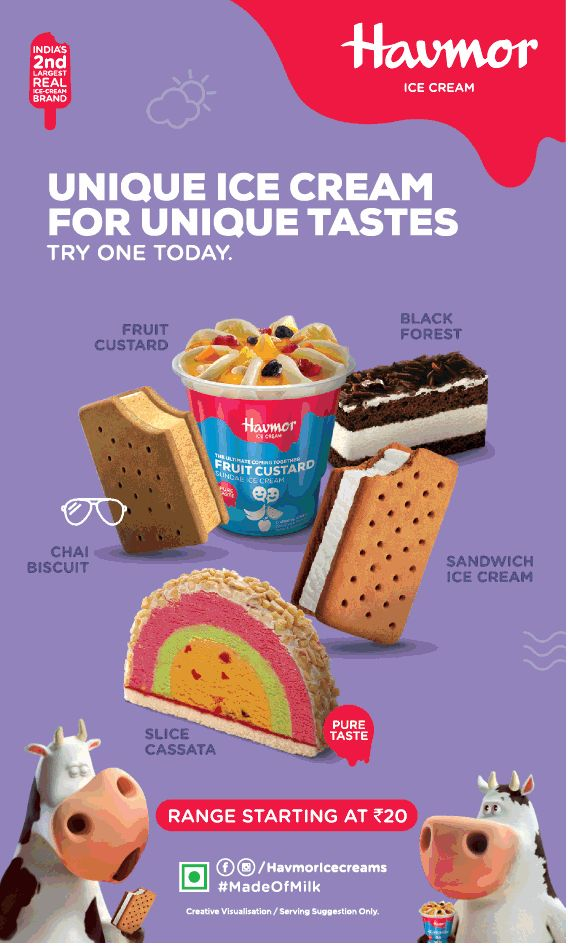 INDIA'S
2nd
LARGEST
REAL
ICE-CREAM
BRAND
Havmor
ICE CREAM
UNIQUE ICE CREAM
FOR UNIQUE TASTES
TRY ONE TODAY.
FRUIT
CUSTARD
BLACK
FOREST
Havmor
ICE CREAM
THE ULTIMATE COMING TOGETHER
FRUIT CUSTARD
SUNDAE ICE CREAM
PURE
TASTE
CHAI
BISCUIT
SANDWICH
ICE CREAM
SLICE
CASSATA
PURE
TASTE
RANGE STARTING AT ₹20
/HavmorIcecreams
#MadeOfMilk
Creative Visualisation / Serving Suggestion Only.